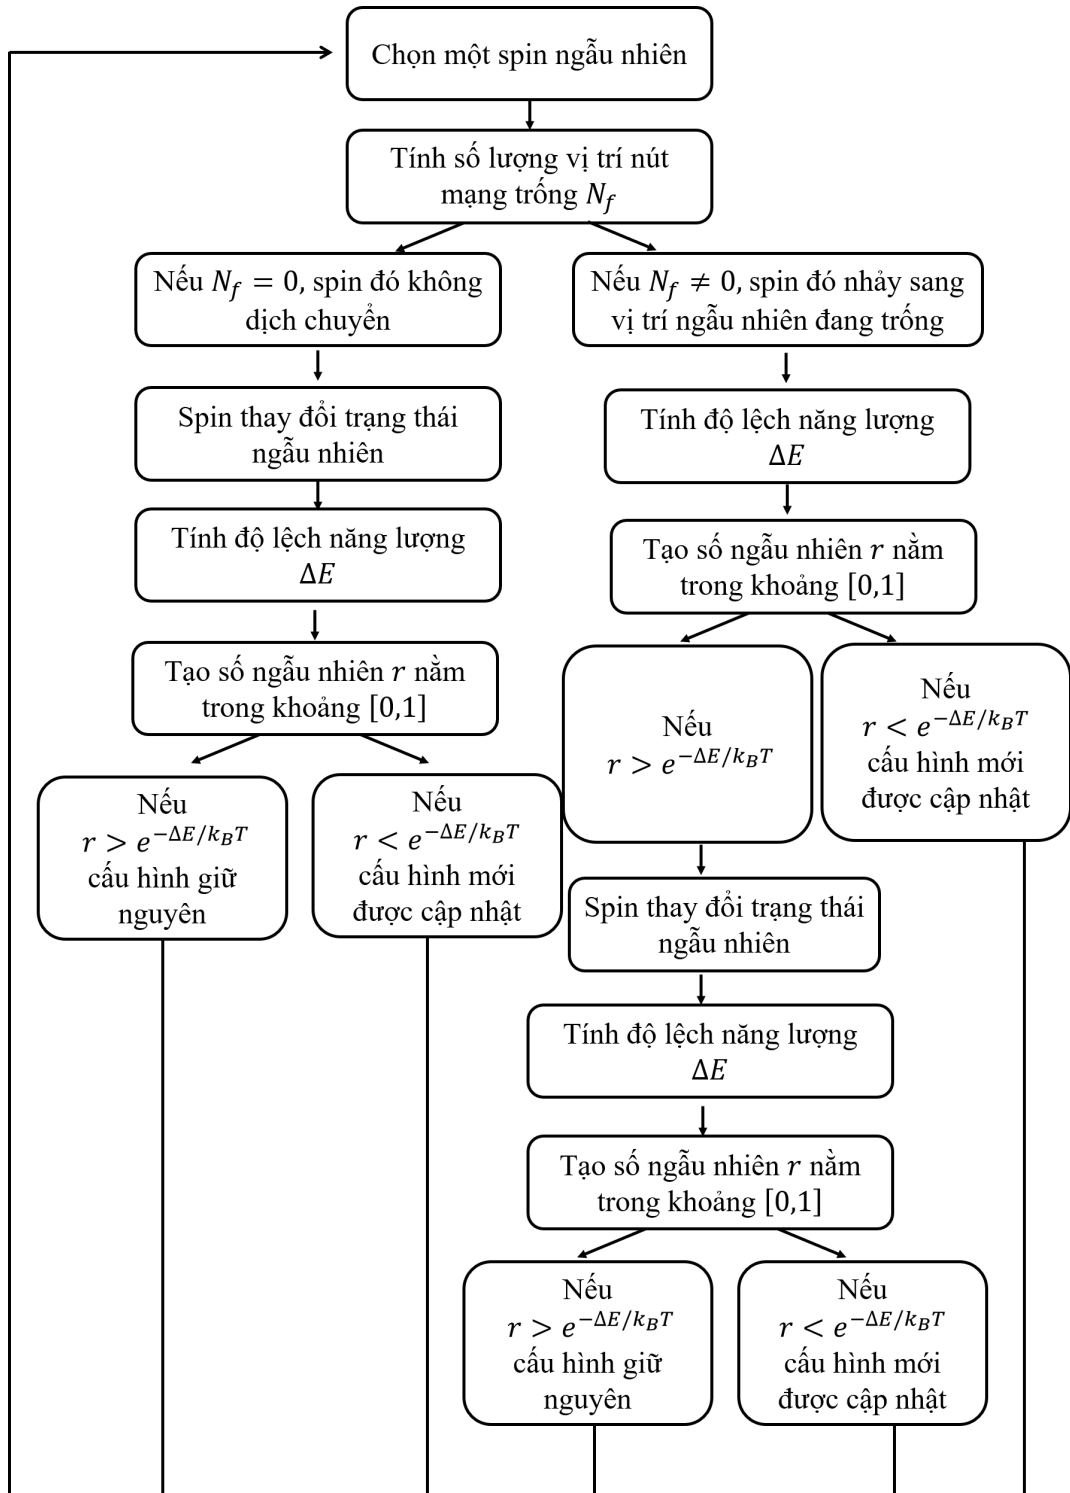 Chọn một spin ngẫu nhiên
Tính số lượng vị trí nút
mạng trống N_f
Nếu N_f = 0, spin đó không
dịch chuyển
Nếu N_f ≠ 0, spin đó nhảy sang
vị trí ngẫu nhiên đang trống
Spin thay đổi trạng thái
ngẫu nhiên
Tính độ lệch năng lượng
ΔE
Tính độ lệch năng lượng
ΔE
Tạo số ngẫu nhiên r nằm
trong khoảng [0,1]
Tạo số ngẫu nhiên r nằm
trong khoảng [0,1]
Nếu
r > e^{-ΔE/k_BT}
cấu hình giữ
nguyên
Nếu
r < e^{-ΔE/k_BT}
cấu hình mới
được cập nhật
Nếu
r > e^{-ΔE/k_BT}
Nếu
r < e^{-ΔE/k_BT}
cấu hình mới
được cập nhật
Spin thay đổi trạng thái
ngẫu nhiên
Tính độ lệch năng lượng
ΔE
Tạo số ngẫu nhiên r nằm
trong khoảng [0,1]
Nếu
r > e^{-ΔE/k_BT}
cấu hình giữ
nguyên
Nếu
r < e^{-ΔE/k_BT}
cấu hình mới
được cập nhật